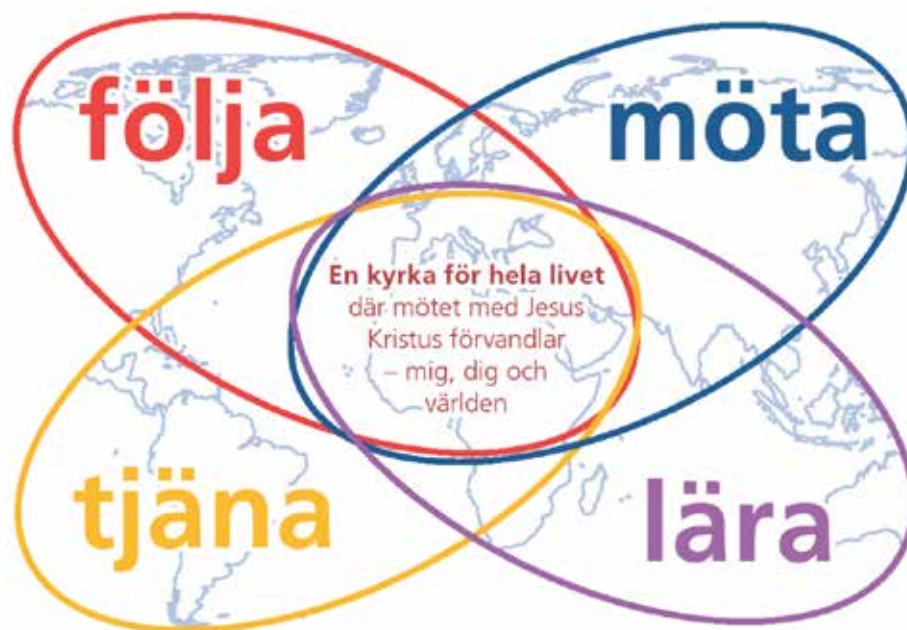 följa
möta
En kyrka för hela livet
där mötet med Jesus
Kristus förvandlar
– mig, dig och
världen
tjäna
lära